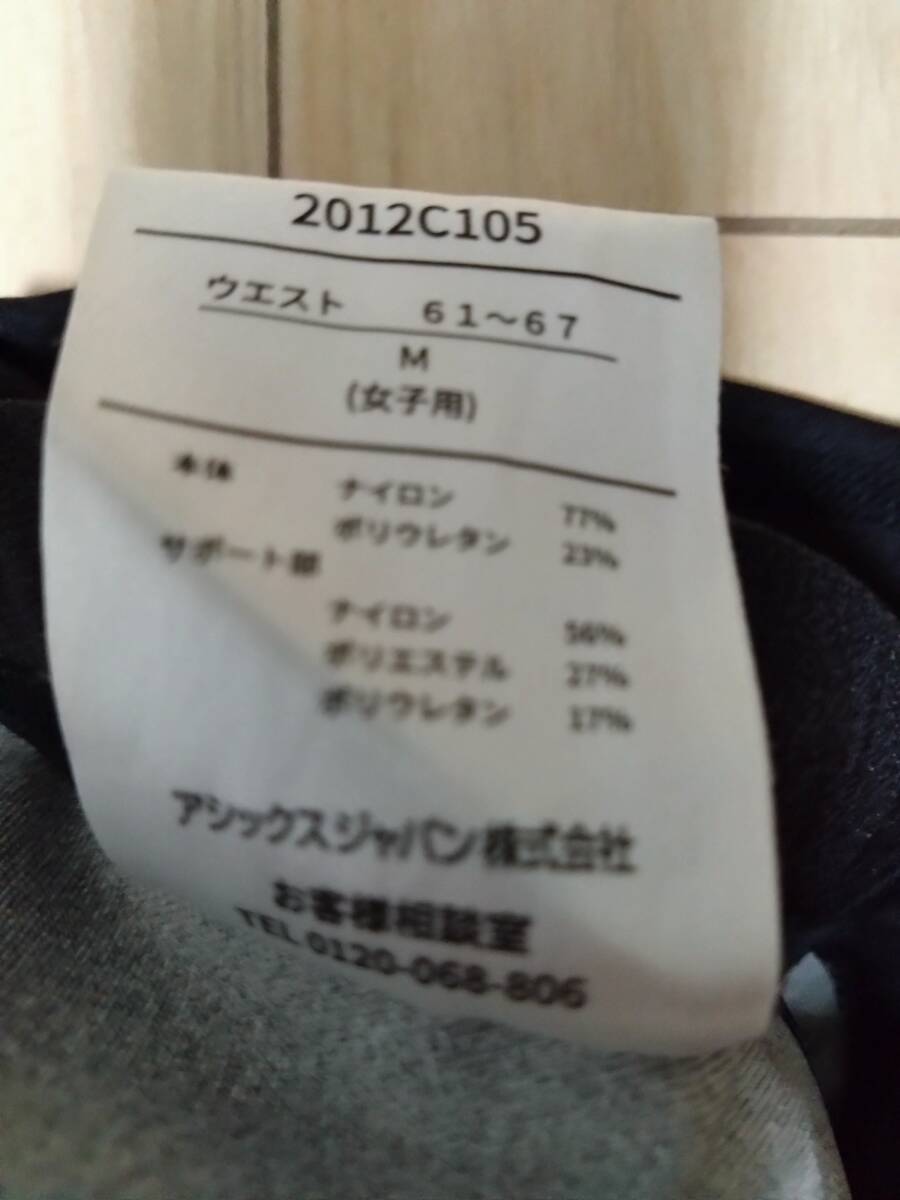 2012C105
ウエスト 61～67
M
(女子用)
本体 ナイロン 77%
ポリウレタン 23%
サポート部
ナイロン 56%
ポリエステル 27%
ポリウレタン 17%
アシックスジャパン株式会社
お客様相談室
TEL 0120-068-806